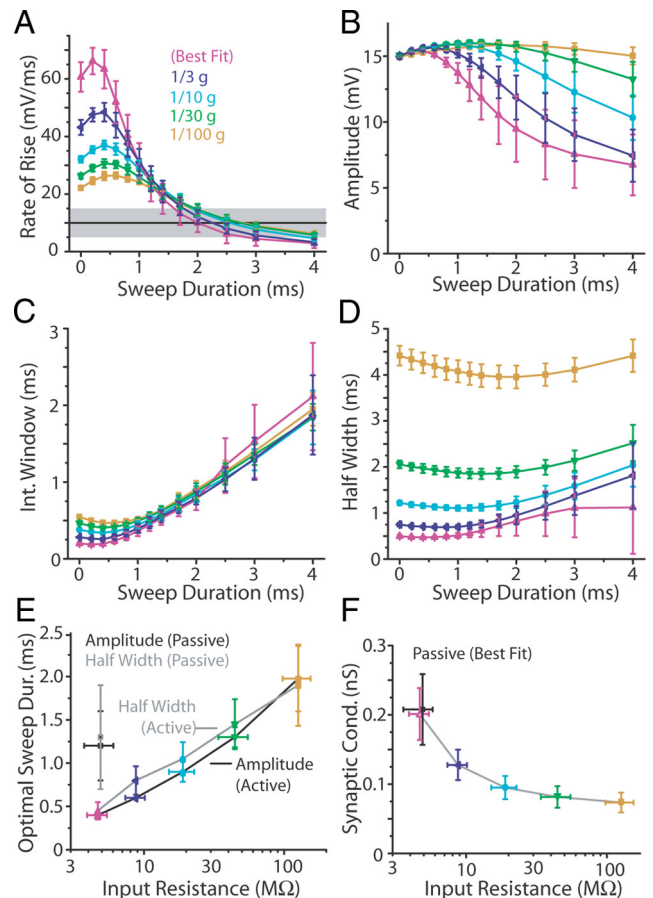 A
B
(Best Fit)
1/3 g
1/10 g
1/30 g
1/100 g
60
40
20
0
Rate of Rise (mV/ms)
0 1 2 3 4
Sweep Duration (ms)
15
10
5
0
Amplitude (mV)
0 1 2 3 4
Sweep Duration (ms)
C
D
3
2
1
0
Int. Window (ms)
0 1 2 3 4
Sweep Duration (ms)
5
4
3
2
1
0
Half Width (ms)
0 1 2 3 4
Sweep Duration (ms)
E
F
Amplitude (Passive)
Half Width (Passive)
Half Width
(Active)
Amplitude
(Active)
2.5
2.0
1.5
1.0
0.5
0
Optimal Sweep Dur. (ms)
3 10 30 100
Input Resistance (MΩ)
Passive (Best Fit)
0.3
0.2
0.1
0
Synaptic Cond. (nS)
3 10 30 100
Input Resistance (MΩ)